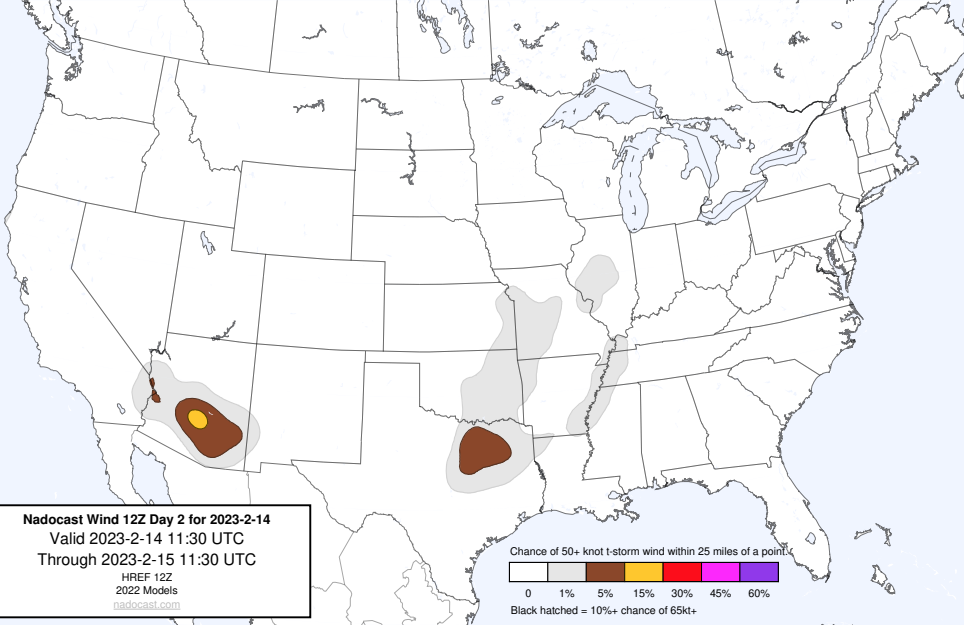 Nadocast Wind 12Z Day 2 for 2023-2-14
Valid 2023-2-14 11:30 UTC
Through 2023-2-15 11:30 UTC
HREF 12Z
2022 Models
nadocast.com
Chance of 50+ knot t-storm wind within 25 miles of a point.
0 1% 5% 15% 30% 45% 60%
Black hatched = 10%+ chance of 65kt+